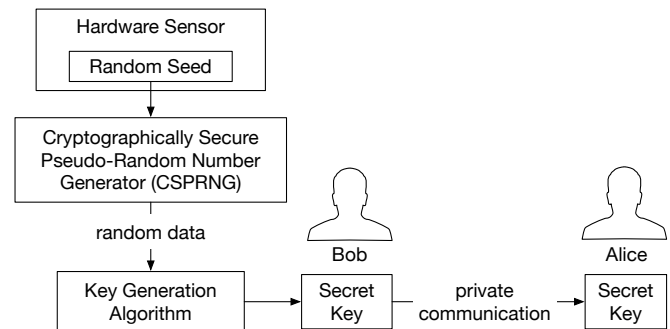 Hardware Sensor
Random Seed
Cryptographically Secure
Pseudo-Random Number
Generator (CSPRNG)
random data
Key Generation
Algorithm
Bob
Secret
Key
private
communication
Alice
Secret
Key